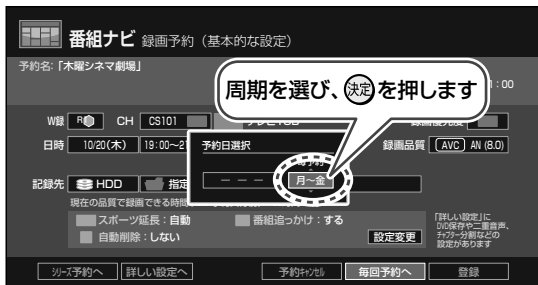 番組ナビ 録画予約（基本的な設定）
予約名:「木曜シネマ劇場」
周期を選び、決定を押します
:00
W録 CH CS101
日時 10/20(木) 19:00～2
録画品質 AVC AN (8.0)
予約日選択
記録先 HDD 指定
--- 月～金
現在の品質で録画できる時間
スポーツ延長：自動 番組追っかけ：する
自動削除：しない 設定変更
「詳しい設定」に
DVD保存や二重音声、
チャプター分割などの
設定があります
シリーズ予約へ 詳しい設定へ 予約キャンセル 毎回予約へ 登録